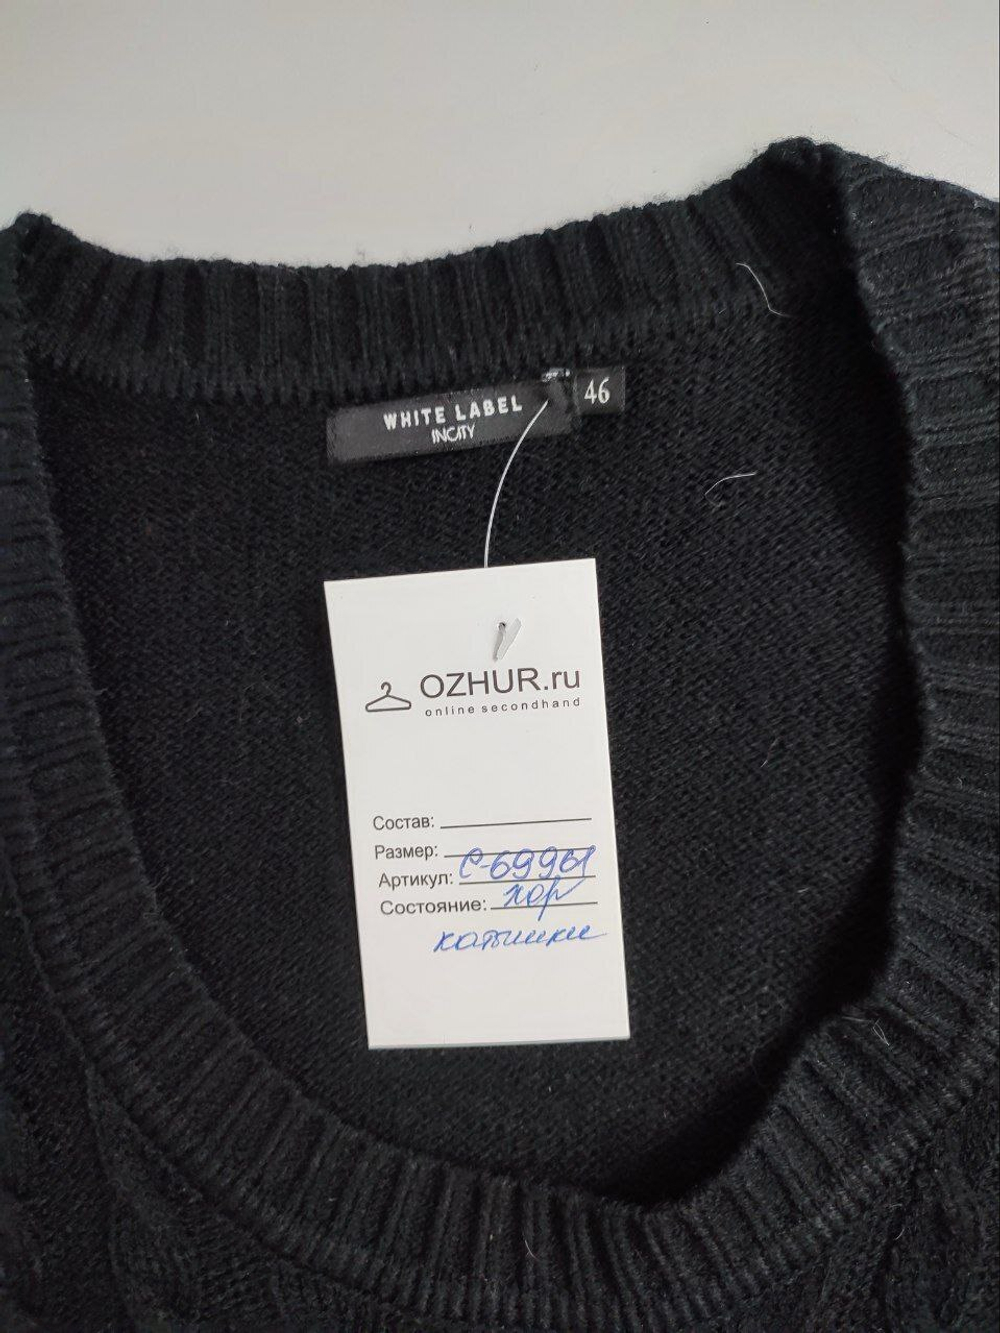 WHITE LABEL
INCITY
46
OZHUR.ru
online secondhand
Состав:
Размер:
Артикул: С-69961
Состояние: хор
катышки